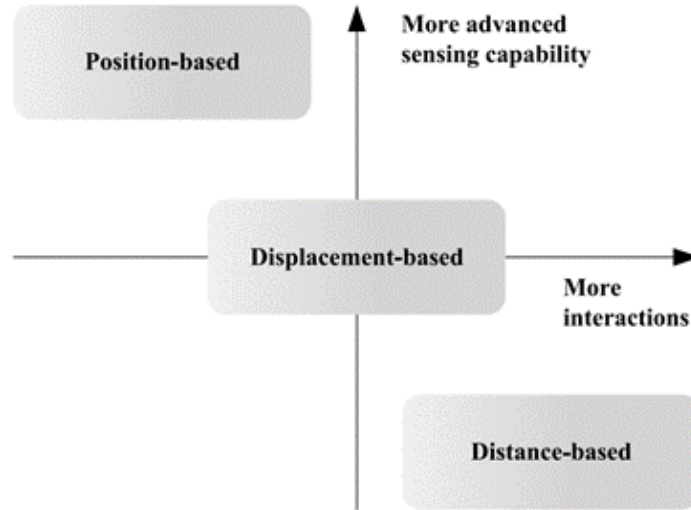 More advanced
sensing capability
Position-based
Displacement-based
More
interactions
Distance-based